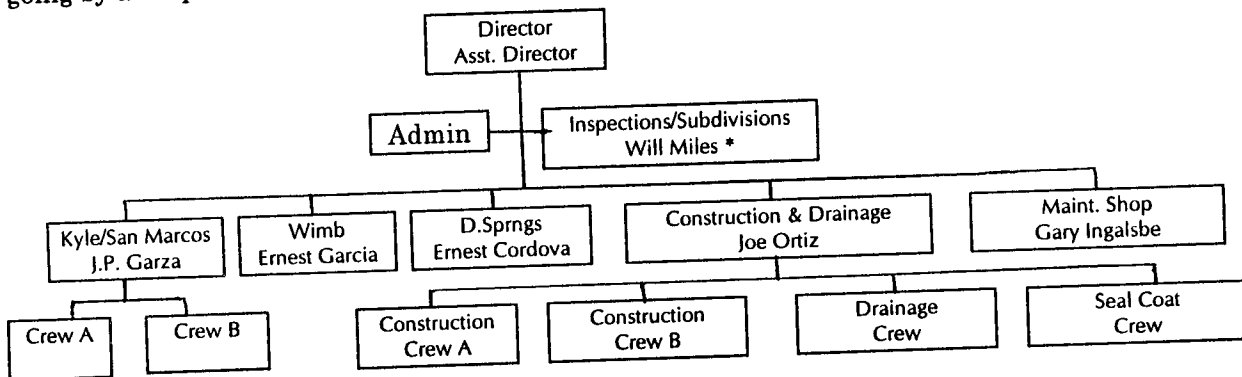 going by
Director
Asst. Director
Admin
Inspections/Subdivisions
Will Miles *
Kyle/San Marcos
J.P. Garza
Wimb
Ernest Garcia
D.Sprngs
Ernest Cordova
Construction & Drainage
Joe Ortiz
Maint. Shop
Gary Ingalsbe
Crew A
Crew B
Construction
Crew A
Construction
Crew B
Drainage
Crew
Seal Coat
Crew